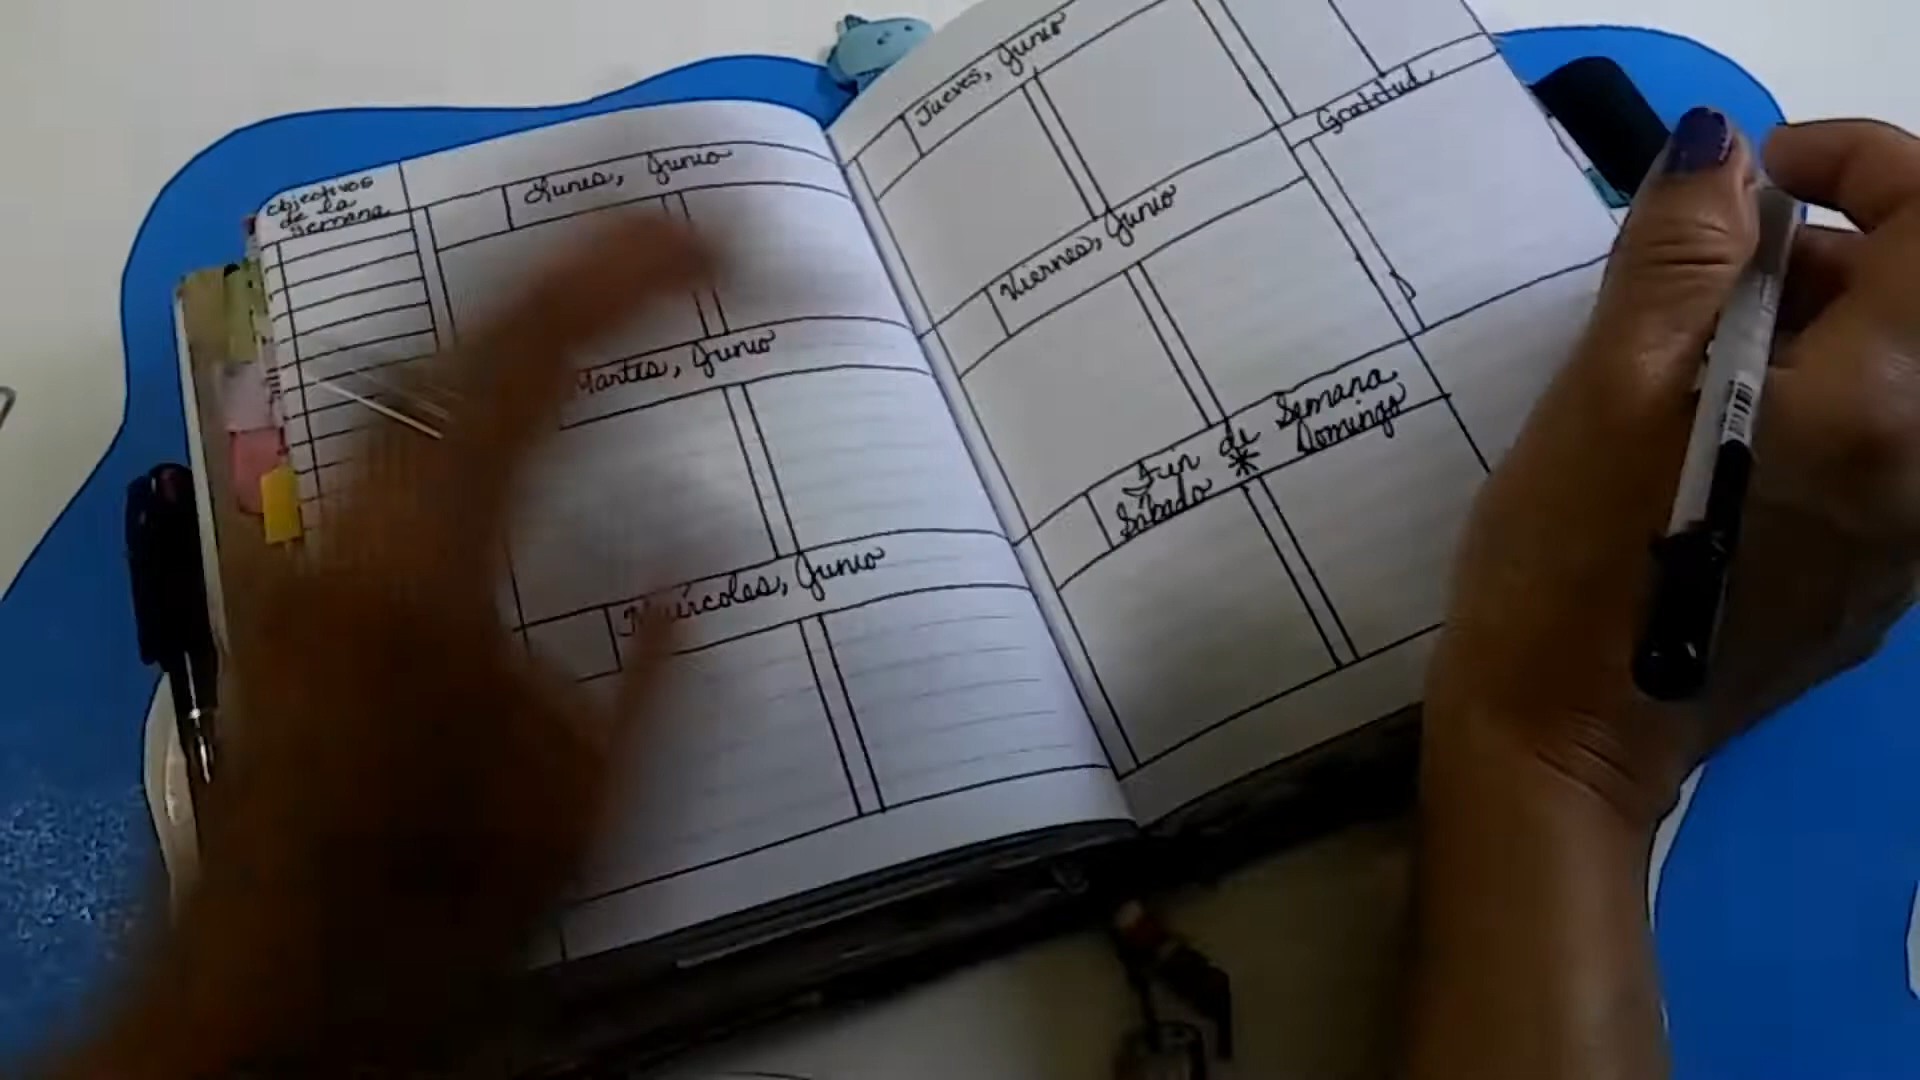 Objectivos
de la
semana
Lunes, Junio
Martes, Junio
Miércoles, Junio
Jueves, Junio
Viernes, Junio
Fin de Semana
Sábado * Domingo
Gratitud